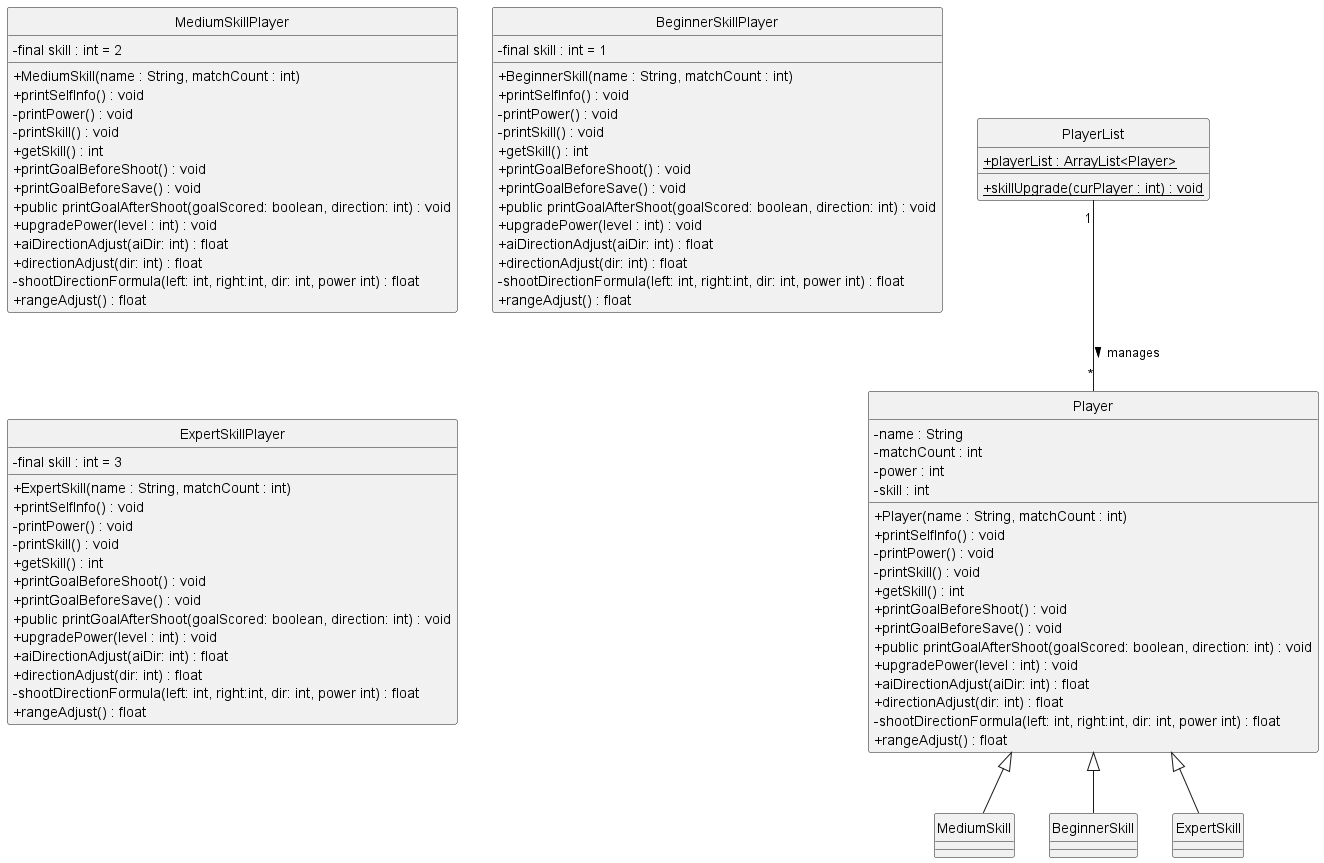 MediumSkillPlayer
-final skill : int = 2
+MediumSkill(name : String, matchCount : int)
+printSelfInfo() : void
-printPower() : void
-printSkill() : void
+getSkill() : int
+printGoalBeforeShoot() : void
+printGoalBeforeSave() : void
+public printGoalAfterShoot(goalScored: boolean, direction: int) : void
+upgradePower(level : int) : void
+aiDirectionAdjust(aiDir: int) : float
+directionAdjust(dir: int) : float
-shootDirectionFormula(left: int, right:int, dir: int, power int) : float
+rangeAdjust() : float
BeginnerSkillPlayer
-final skill : int = 1
+BeginnerSkill(name : String, matchCount : int)
+printSelfInfo() : void
-printPower() : void
-printSkill() : void
+getSkill() : int
+printGoalBeforeShoot() : void
+printGoalBeforeSave() : void
+public printGoalAfterShoot(goalScored: boolean, direction: int) : void
+upgradePower(level : int) : void
+aiDirectionAdjust(aiDir: int) : float
+directionAdjust(dir: int) : float
-shootDirectionFormula(left: int, right:int, dir: int, power int) : float
+rangeAdjust() : float
PlayerList
+playerList : ArrayList<Player>
+skillUpgrade(curPlayer : int) : void
1
manages
*
ExpertSkillPlayer
-final skill : int = 3
+ExpertSkill(name : String, matchCount : int)
+printSelfInfo() : void
-printPower() : void
-printSkill() : void
+getSkill() : int
+printGoalBeforeShoot() : void
+printGoalBeforeSave() : void
+public printGoalAfterShoot(goalScored: boolean, direction: int) : void
+upgradePower(level : int) : void
+aiDirectionAdjust(aiDir: int) : float
+directionAdjust(dir: int) : float
-shootDirectionFormula(left: int, right:int, dir: int, power int) : float
+rangeAdjust() : float
Player
-name : String
-matchCount : int
-power : int
-skill : int
+Player(name : String, matchCount : int)
+printSelfInfo() : void
-printPower() : void
-printSkill() : void
+getSkill() : int
+printGoalBeforeShoot() : void
+printGoalBeforeSave() : void
+public printGoalAfterShoot(goalScored: boolean, direction: int) : void
+upgradePower(level : int) : void
+aiDirectionAdjust(aiDir: int) : float
+directionAdjust(dir: int) : float
-shootDirectionFormula(left: int, right:int, dir: int, power int) : float
+rangeAdjust() : float
MediumSkill
BeginnerSkill
ExpertSkill